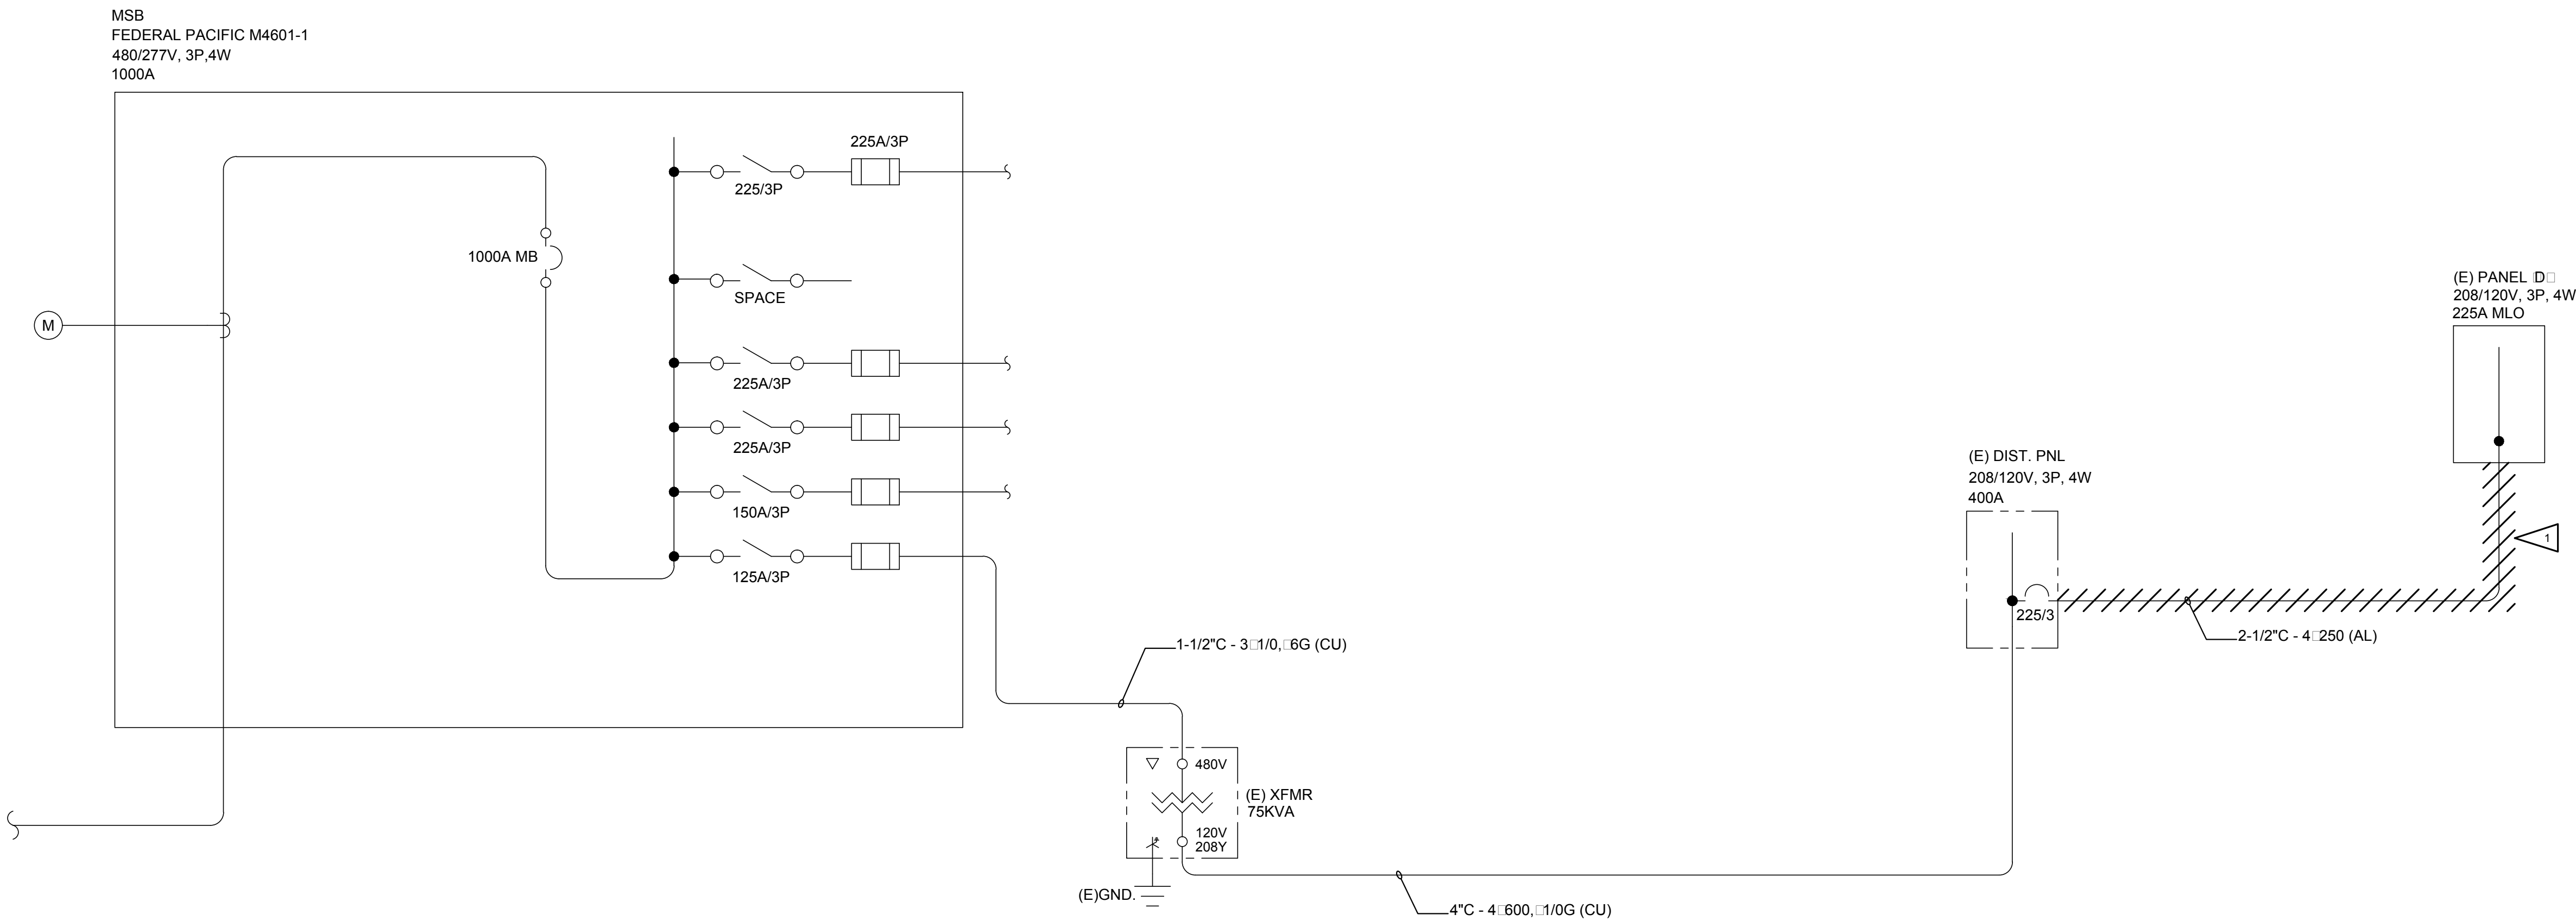 MSB
FEDERAL PACIFIC M4601-1
480/277V, 3P,4W
1000A
225A/3P
225/3P
1000A MB
SPACE
M
225A/3P
225A/3P
150A/3P
125A/3P
(E) PANEL □D□
208/120V, 3P, 4W
225A MLO
(E) DIST. PNL
208/120V, 3P, 4W
400A
1
225/3
2-1/2"C - 4□250 (AL)
1-1/2"C - 3□1/0,□6G (CU)
480V
(E) XFMR
75KVA
120V
208Y
(E)GND.
4"C - 4□600,□1/0G (CU)